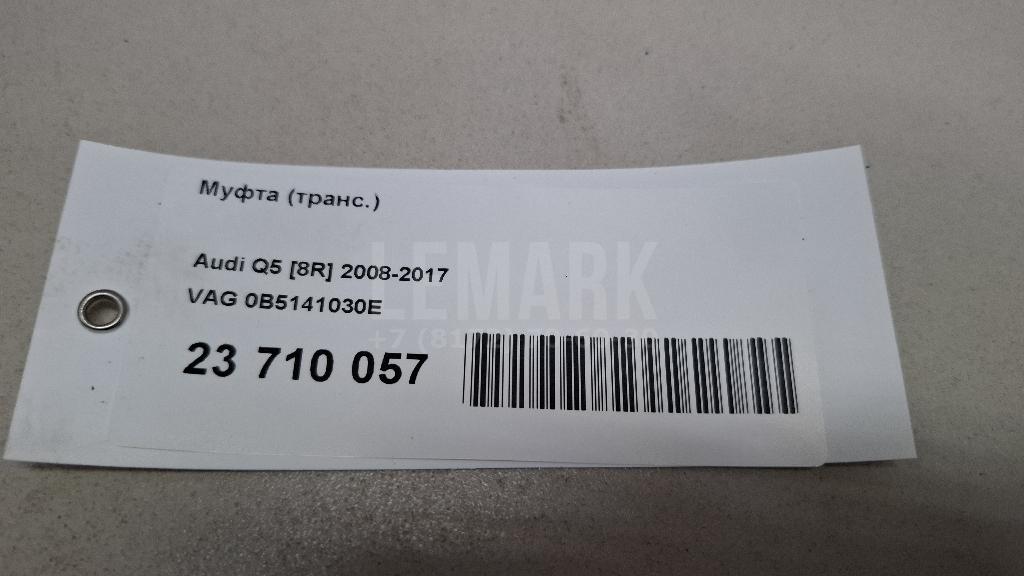 Муфта (транс.)
Audi Q5 [8R] 2008-2017
VAG 0B5141030E
23 710 057
LEMARK